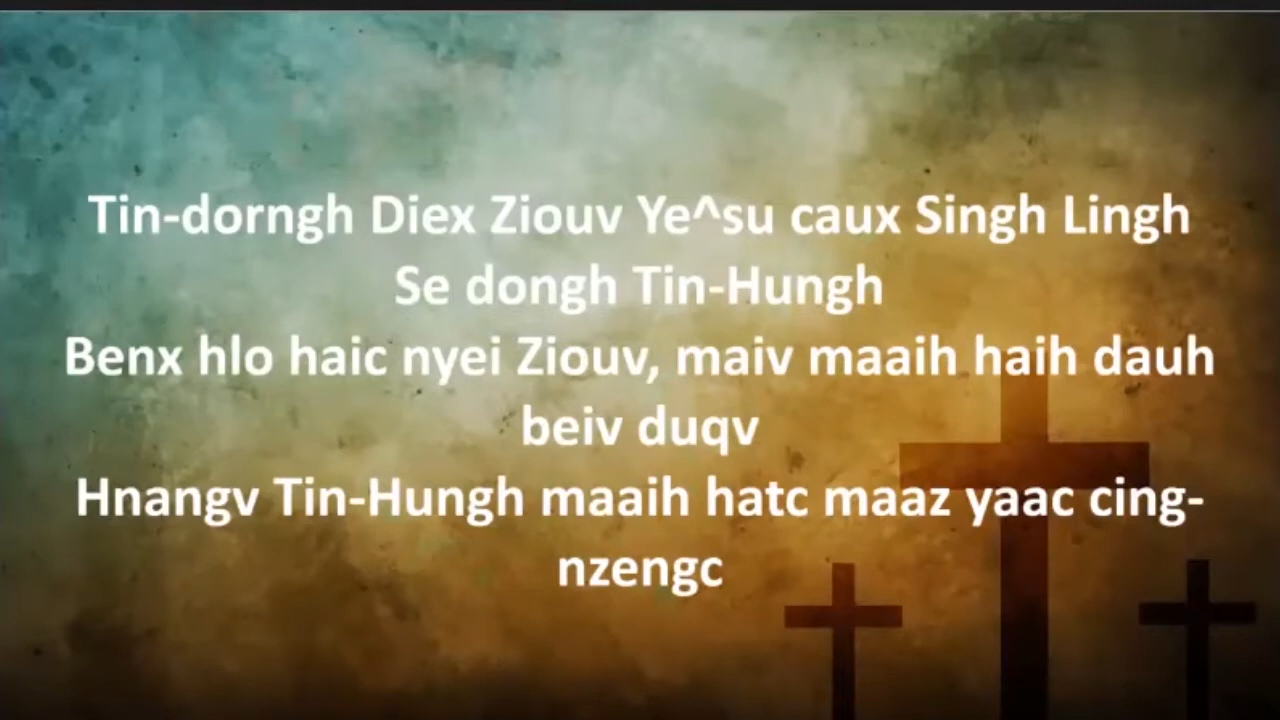 Tin-dorngh Diex Ziouv Ye^su caux Singh Lingh
Se dongh Tin-Hungh
Benx hlo haic nyei Ziouv, maiv maaih haih dauh
beiv duqv
Hnangv Tin-Hungh maaih hatc maaz yaac cing-
nzengc